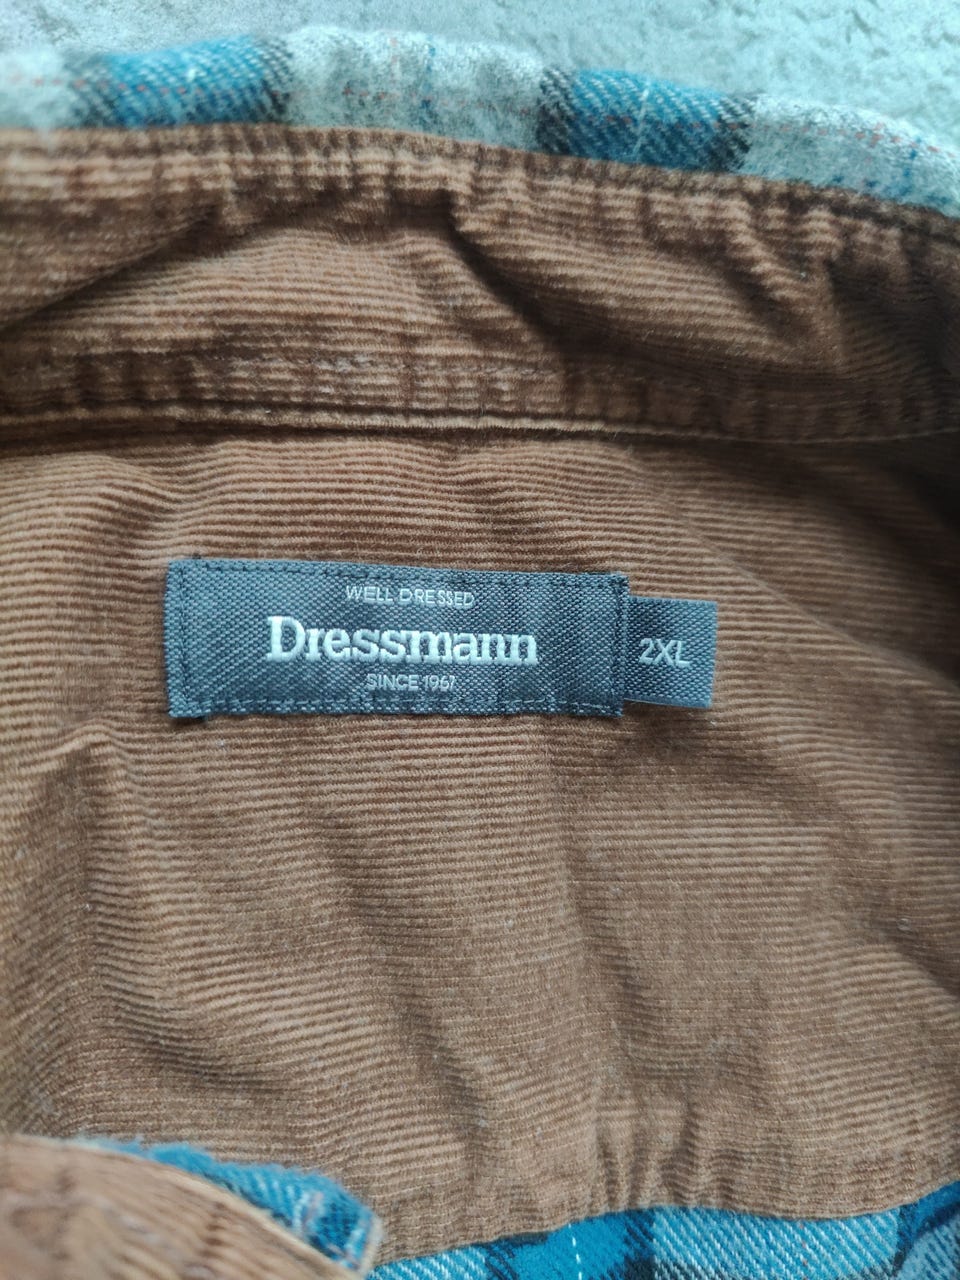 WELL DRESSED
Dressmann
SINCE 1967
2XL